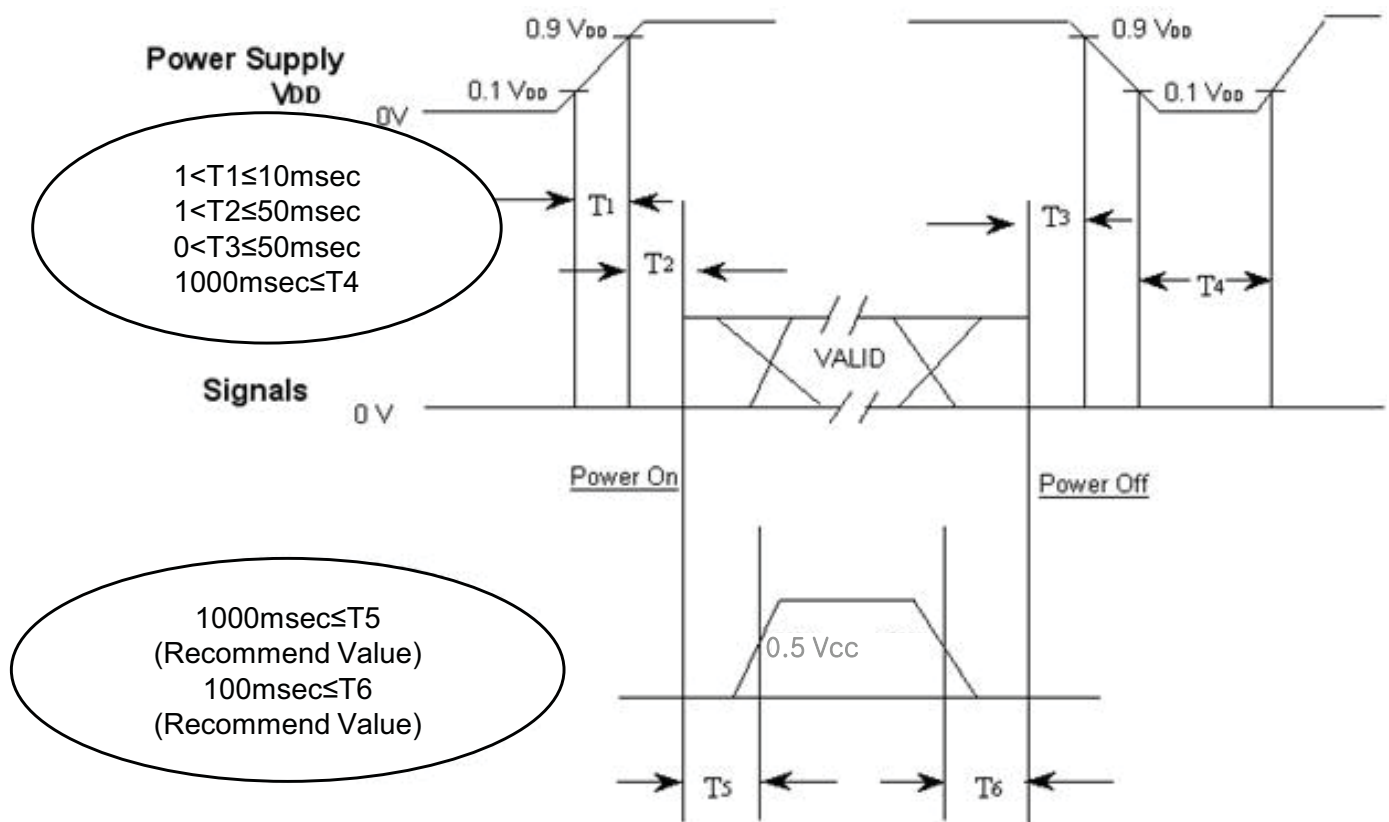 0.9 VDD
0.9 VDD
Power Supply
VDD
0.1 VDD
0.1 VDD
0V
1<T1≤10msec
1<T2≤50msec
0<T3≤50msec
1000msec≤T4
T1
T3
T2
T4
VALID
Signals
0 V
Power On
Power Off
1000msec≤T5
(Recommend Value)
100msec≤T6
(Recommend Value)
0.5 Vcc
T5
T6